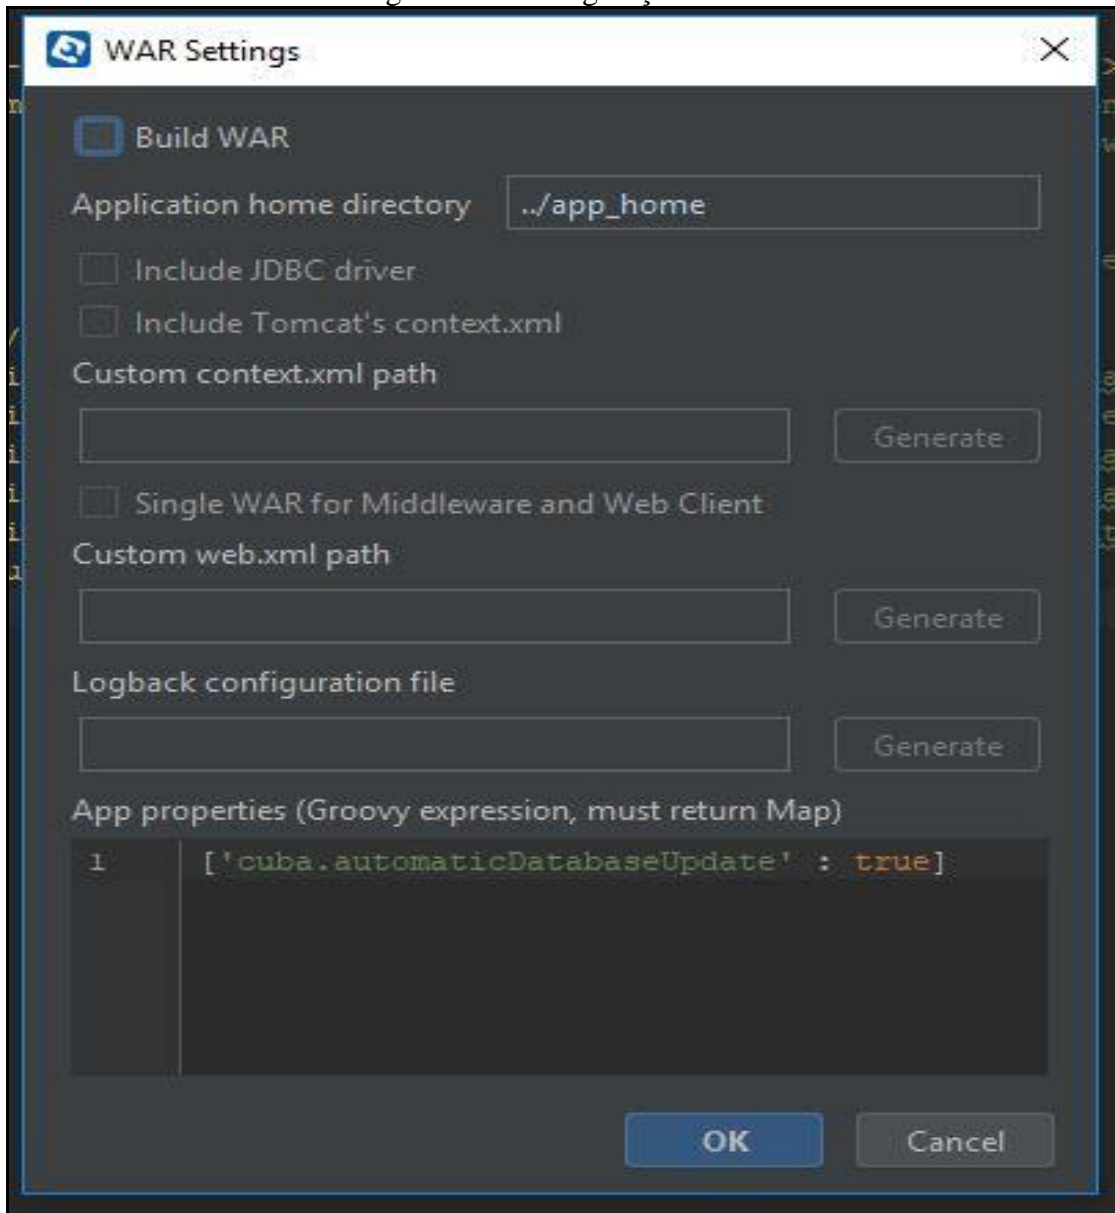 WAR Settings
Build WAR
Application home directory ../app_home
Include JDBC driver
Include Tomcat's context.xml
Custom context.xml path
Generate
Single WAR for Middleware and Web Client
Custom web.xml path
Generate
Logback configuration file
Generate
App properties (Groovy expression, must return Map)
1 ['cuba.automaticDatabaseUpdate' : true]
OK Cancel